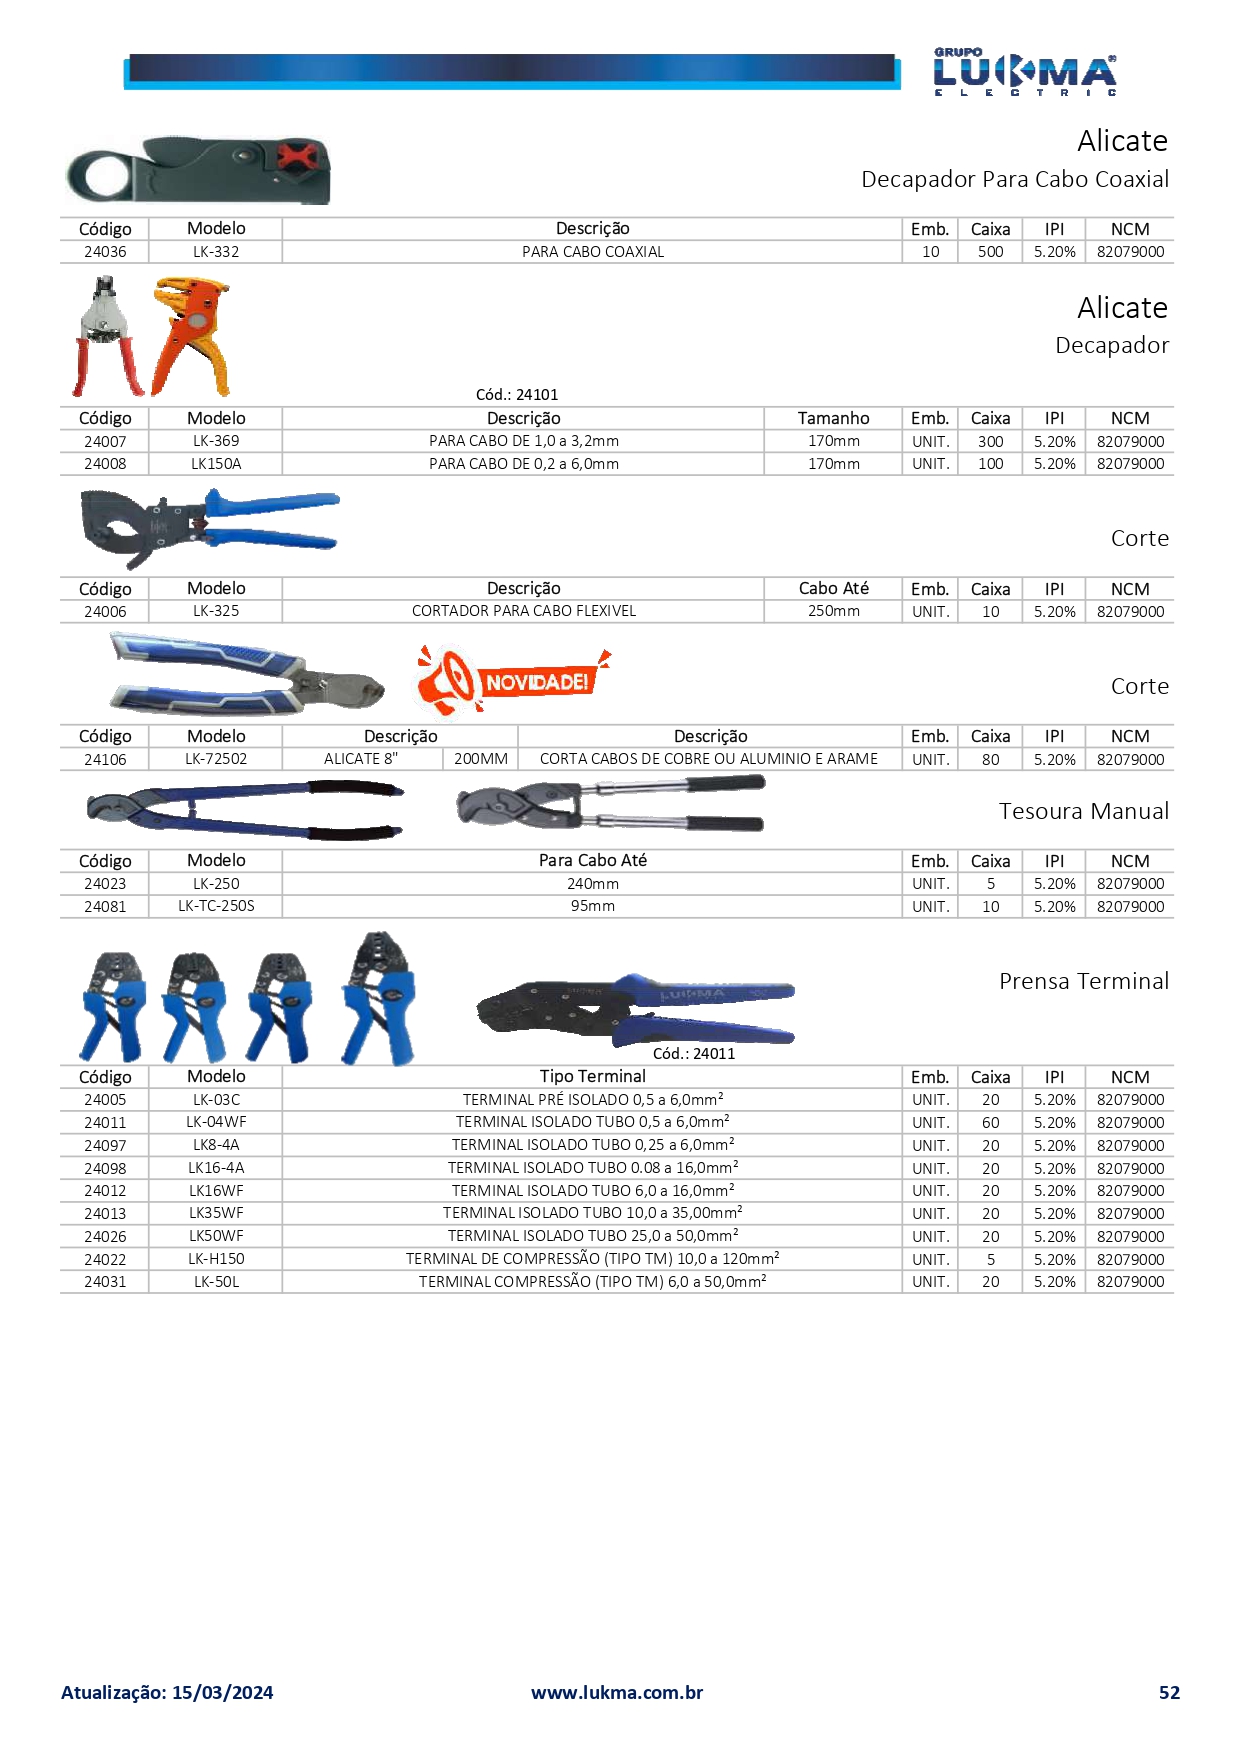 GRUPO
LUKMA®
ELECTRIC
Alicate
Decapador Para Cabo Coaxial
Código Modelo Descrição Emb. Caixa IPI NCM
24036 LK-332 PARA CABO COAXIAL 10 500 5.20% 82079000
Alicate
Decapador
Cód.: 24101
Código Modelo Descrição Tamanho Emb. Caixa IPI NCM
24007 LK-369 PARA CABO DE 1,0 a 3,2mm 170mm UNIT. 300 5.20% 82079000
24008 LK150A PARA CABO DE 0,2 a 6,0mm 170mm UNIT. 100 5.20% 82079000
Corte
Código Modelo Descrição Cabo Até Emb. Caixa IPI NCM
24006 LK-325 CORTADOR PARA CABO FLEXIVEL 250mm UNIT. 10 5.20% 82079000
NOVIDADE!
Corte
Código Modelo Descrição Descrição Emb. Caixa IPI NCM
24106 LK-72502 ALICATE 8" 200MM CORTA CABOS DE COBRE OU ALUMINIO E ARAME UNIT. 80 5.20% 82079000
Tesoura Manual
Código Modelo Para Cabo Até Emb. Caixa IPI NCM
24023 LK-250 240mm UNIT. 5 5.20% 82079000
24081 LK-TC-250S 95mm UNIT. 10 5.20% 82079000
Prensa Terminal
LUKMA
Cód.: 24011
Código Modelo Tipo Terminal Emb. Caixa IPI NCM
24005 LK-03C TERMINAL PRÉ ISOLADO 0,5 a 6,0mm² UNIT. 20 5.20% 82079000
24011 LK-04WF TERMINAL ISOLADO TUBO 0,5 a 6,0mm² UNIT. 60 5.20% 82079000
24097 LK8-4A TERMINAL ISOLADO TUBO 0,25 a 6,0mm² UNIT. 20 5.20% 82079000
24098 LK16-4A TERMINAL ISOLADO TUBO 0.08 a 16,0mm² UNIT. 20 5.20% 82079000
24012 LK16WF TERMINAL ISOLADO TUBO 6,0 a 16,0mm² UNIT. 20 5.20% 82079000
24013 LK35WF TERMINAL ISOLADO TUBO 10,0 a 35,00mm² UNIT. 20 5.20% 82079000
24026 LK50WF TERMINAL ISOLADO TUBO 25,0 a 50,0mm² UNIT. 20 5.20% 82079000
24022 LK-H150 TERMINAL DE COMPRESSÃO (TIPO TM) 10,0 a 120mm² UNIT. 5 5.20% 82079000
24031 LK-50L TERMINAL COMPRESSÃO (TIPO TM) 6,0 a 50,0mm² UNIT. 20 5.20% 82079000
Atualização: 15/03/2024 www.lukma.com.br 52